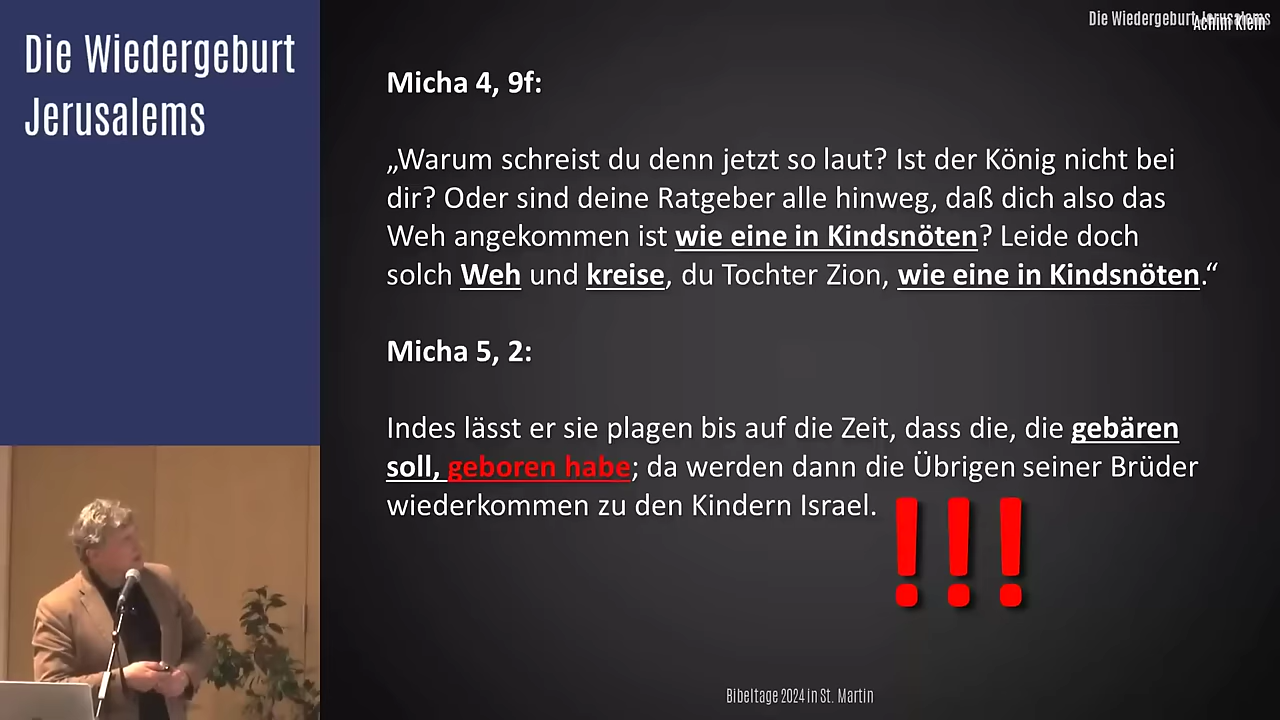 Die Wiedergeburt
Jerusalems
Die Wiedergeburt Jerusalems
Achim Klein
Micha 4, 9f:
„Warum schreist du denn jetzt so laut? Ist der König nicht bei
dir? Oder sind deine Ratgeber alle hinweg, daß dich also das
Weh angekommen ist wie eine in Kindsnöten? Leide doch
solch Weh und kreise, du Tochter Zion, wie eine in Kindsnöten.“
Micha 5, 2:
Indes lässt er sie plagen bis auf die Zeit, dass die, die gebären
soll, geboren habe; da werden dann die Übrigen seiner Brüder
wiederkommen zu den Kindern Israel.
!!!
Bibeltage 2024 in St. Martin